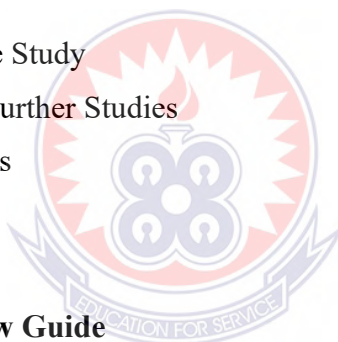 e Study
urther Studies
s
w Guide
EDUCATION FOR SERVICE